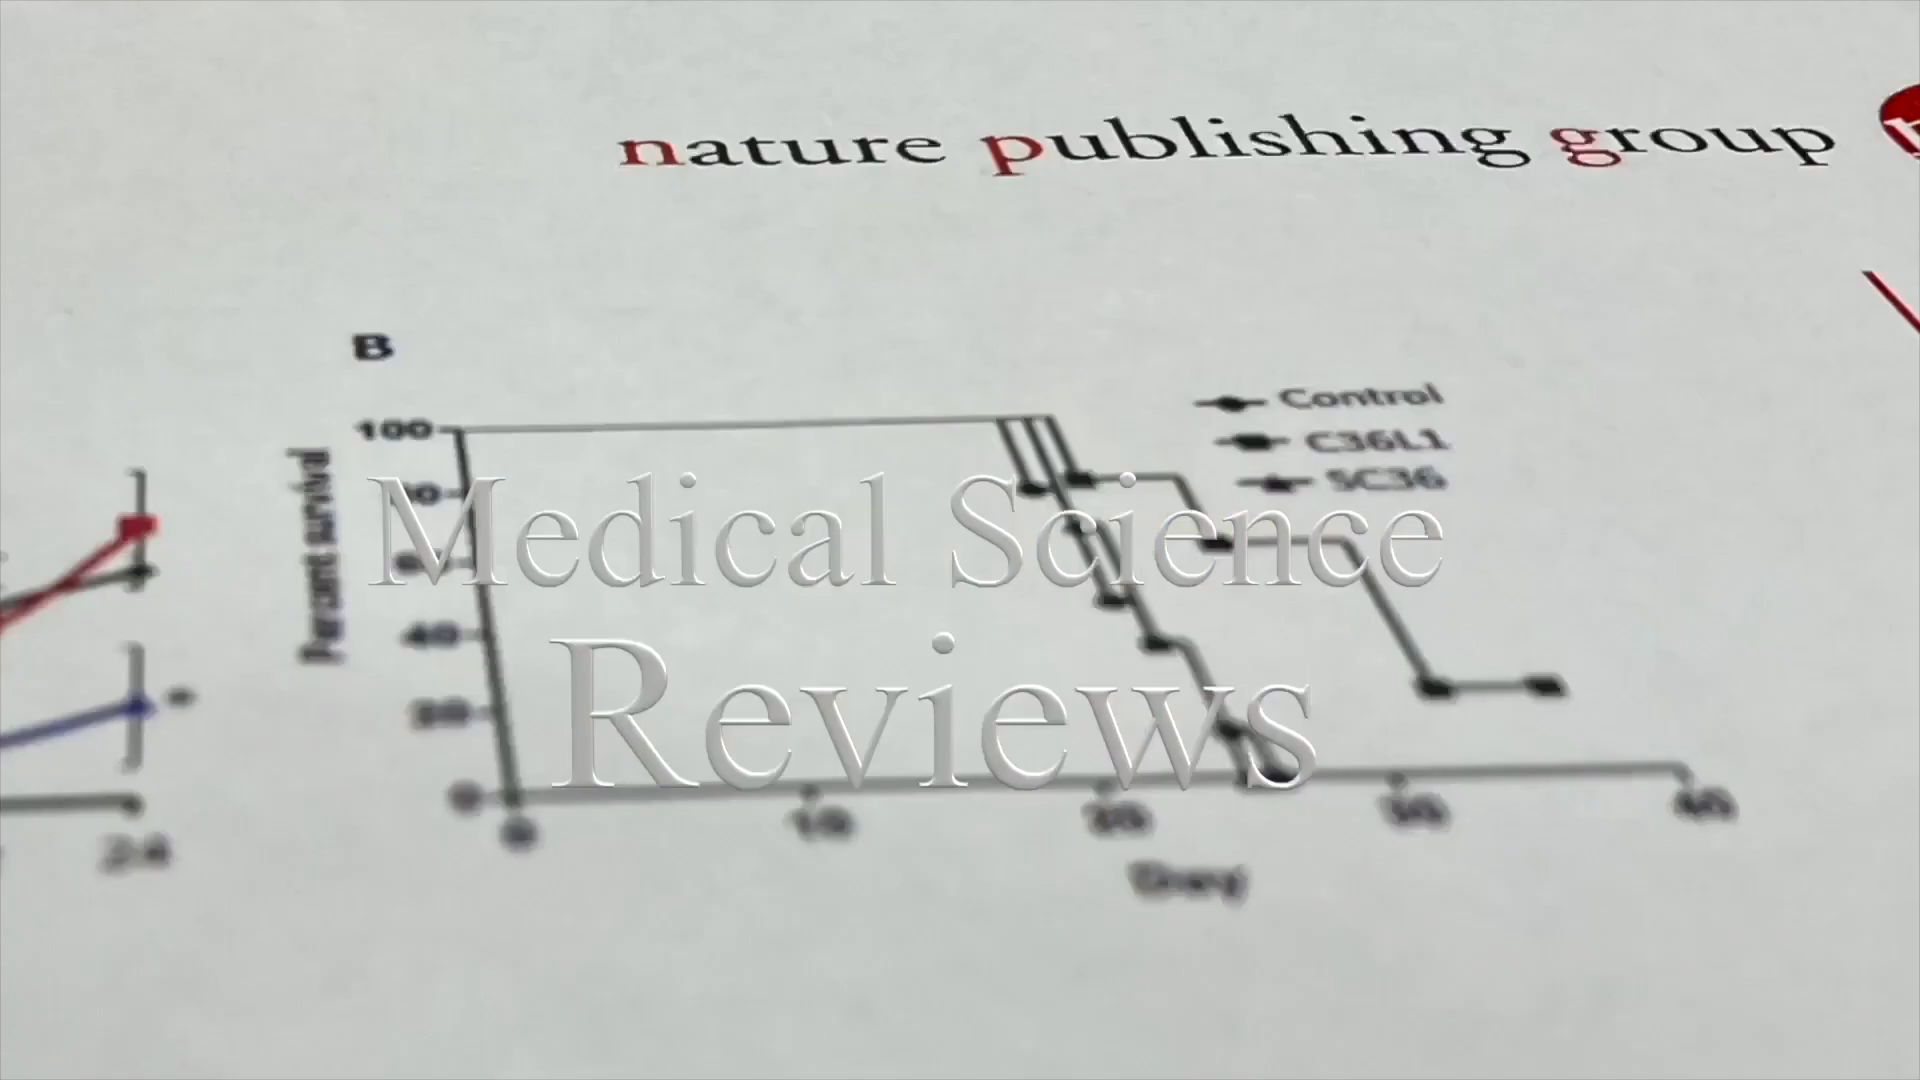 nature publishing group
B
Control
C36L1
SC36
100
40
20
0
Percent survival
0 10 20 30 40
Day
24
*
Medical Science
Reviews